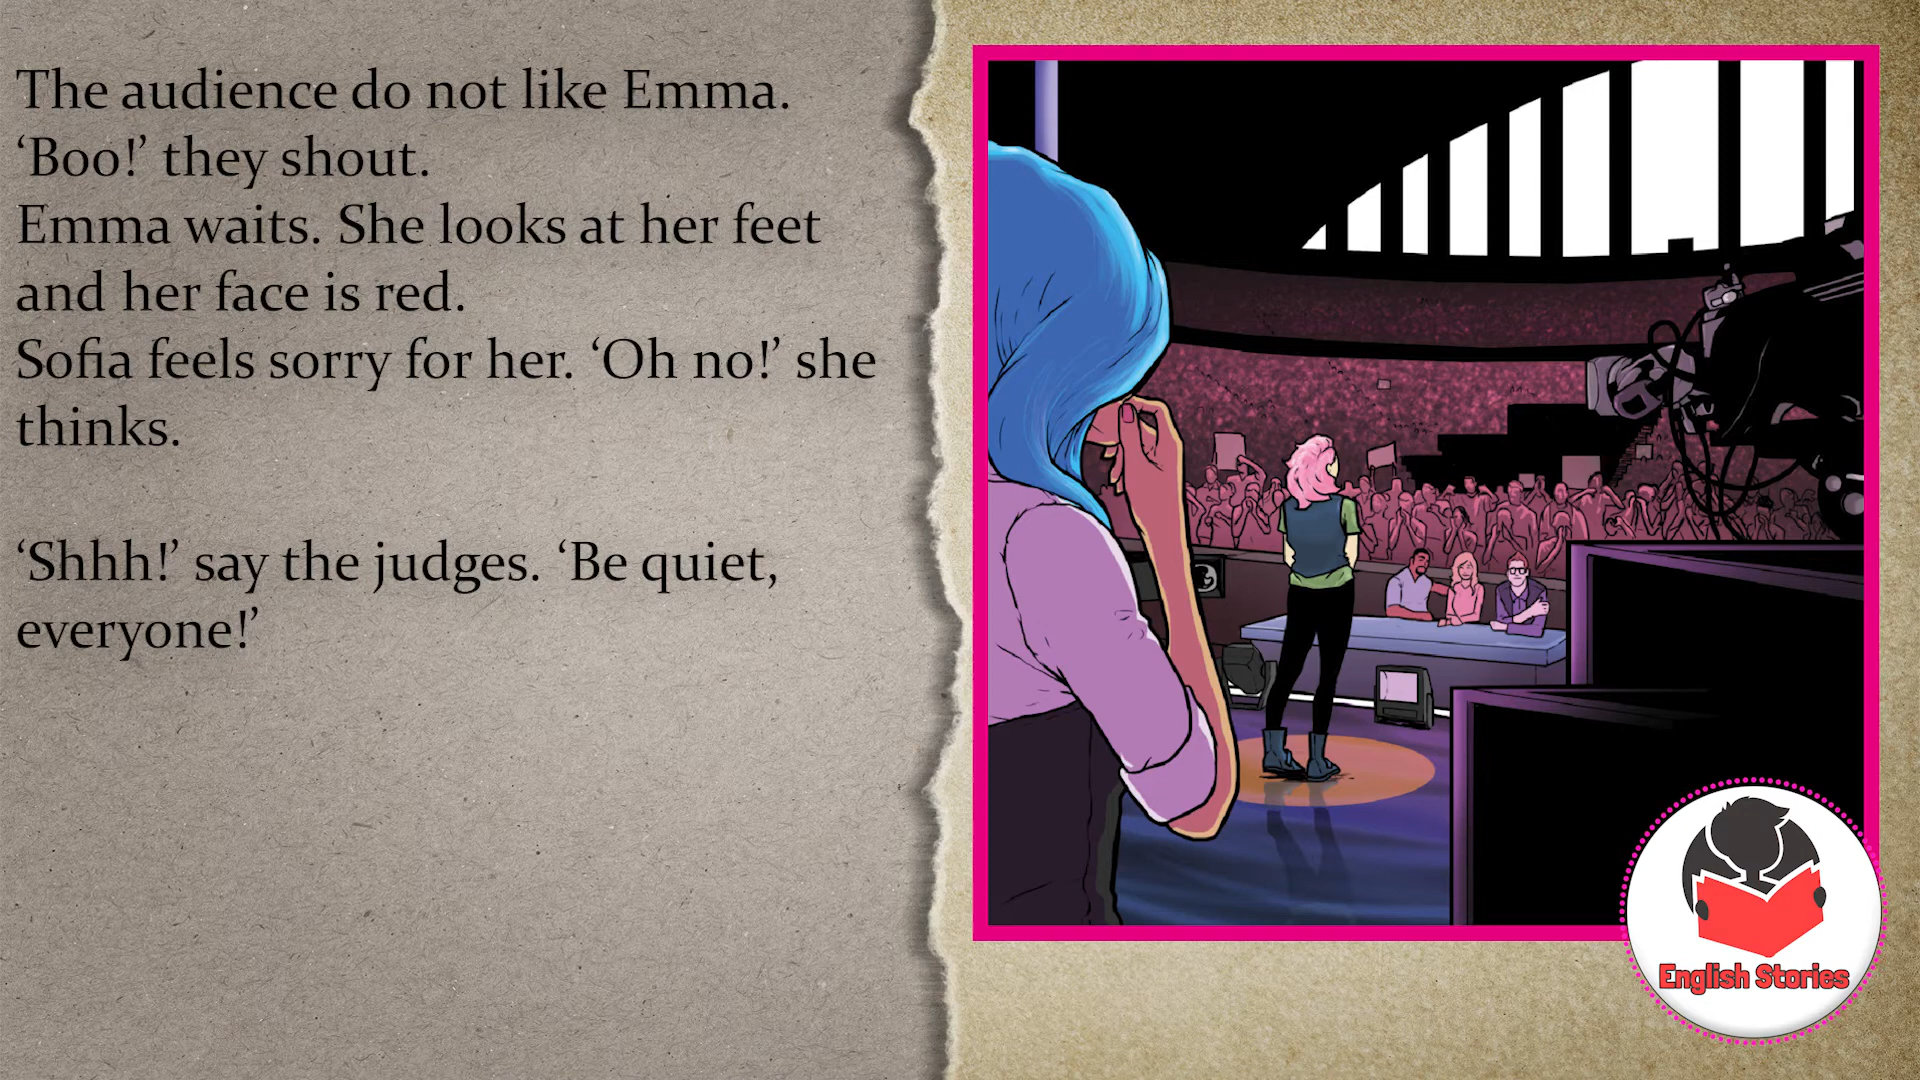 The audience do not like Emma.
‘Boo!’ they shout.
Emma waits. She looks at her feet
and her face is red.
Sofia feels sorry for her. ‘Oh no!’ she
thinks.
‘Shhh!’ say the judges. ‘Be quiet,
everyone!’
English Stories